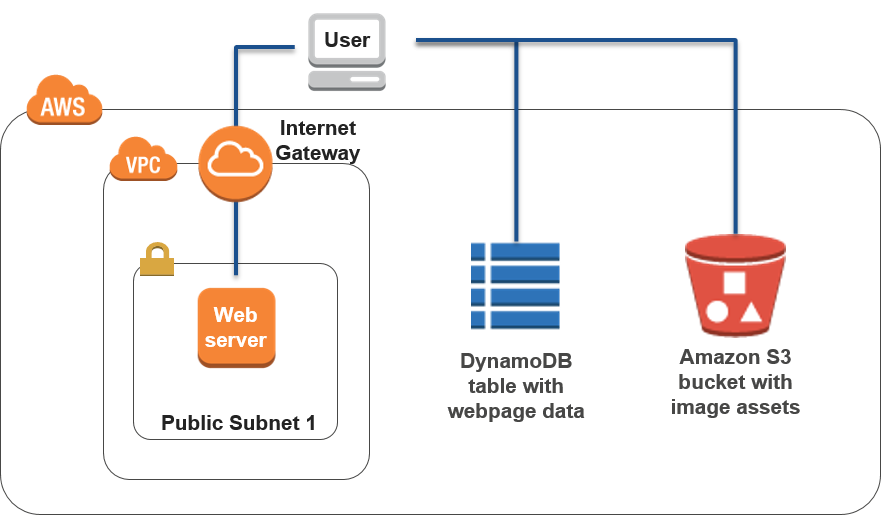 User
AWS
Internet
Gateway
VPC
Web
server
Public Subnet 1
DynamoDB
table with
webpage data
Amazon S3
bucket with
image assets